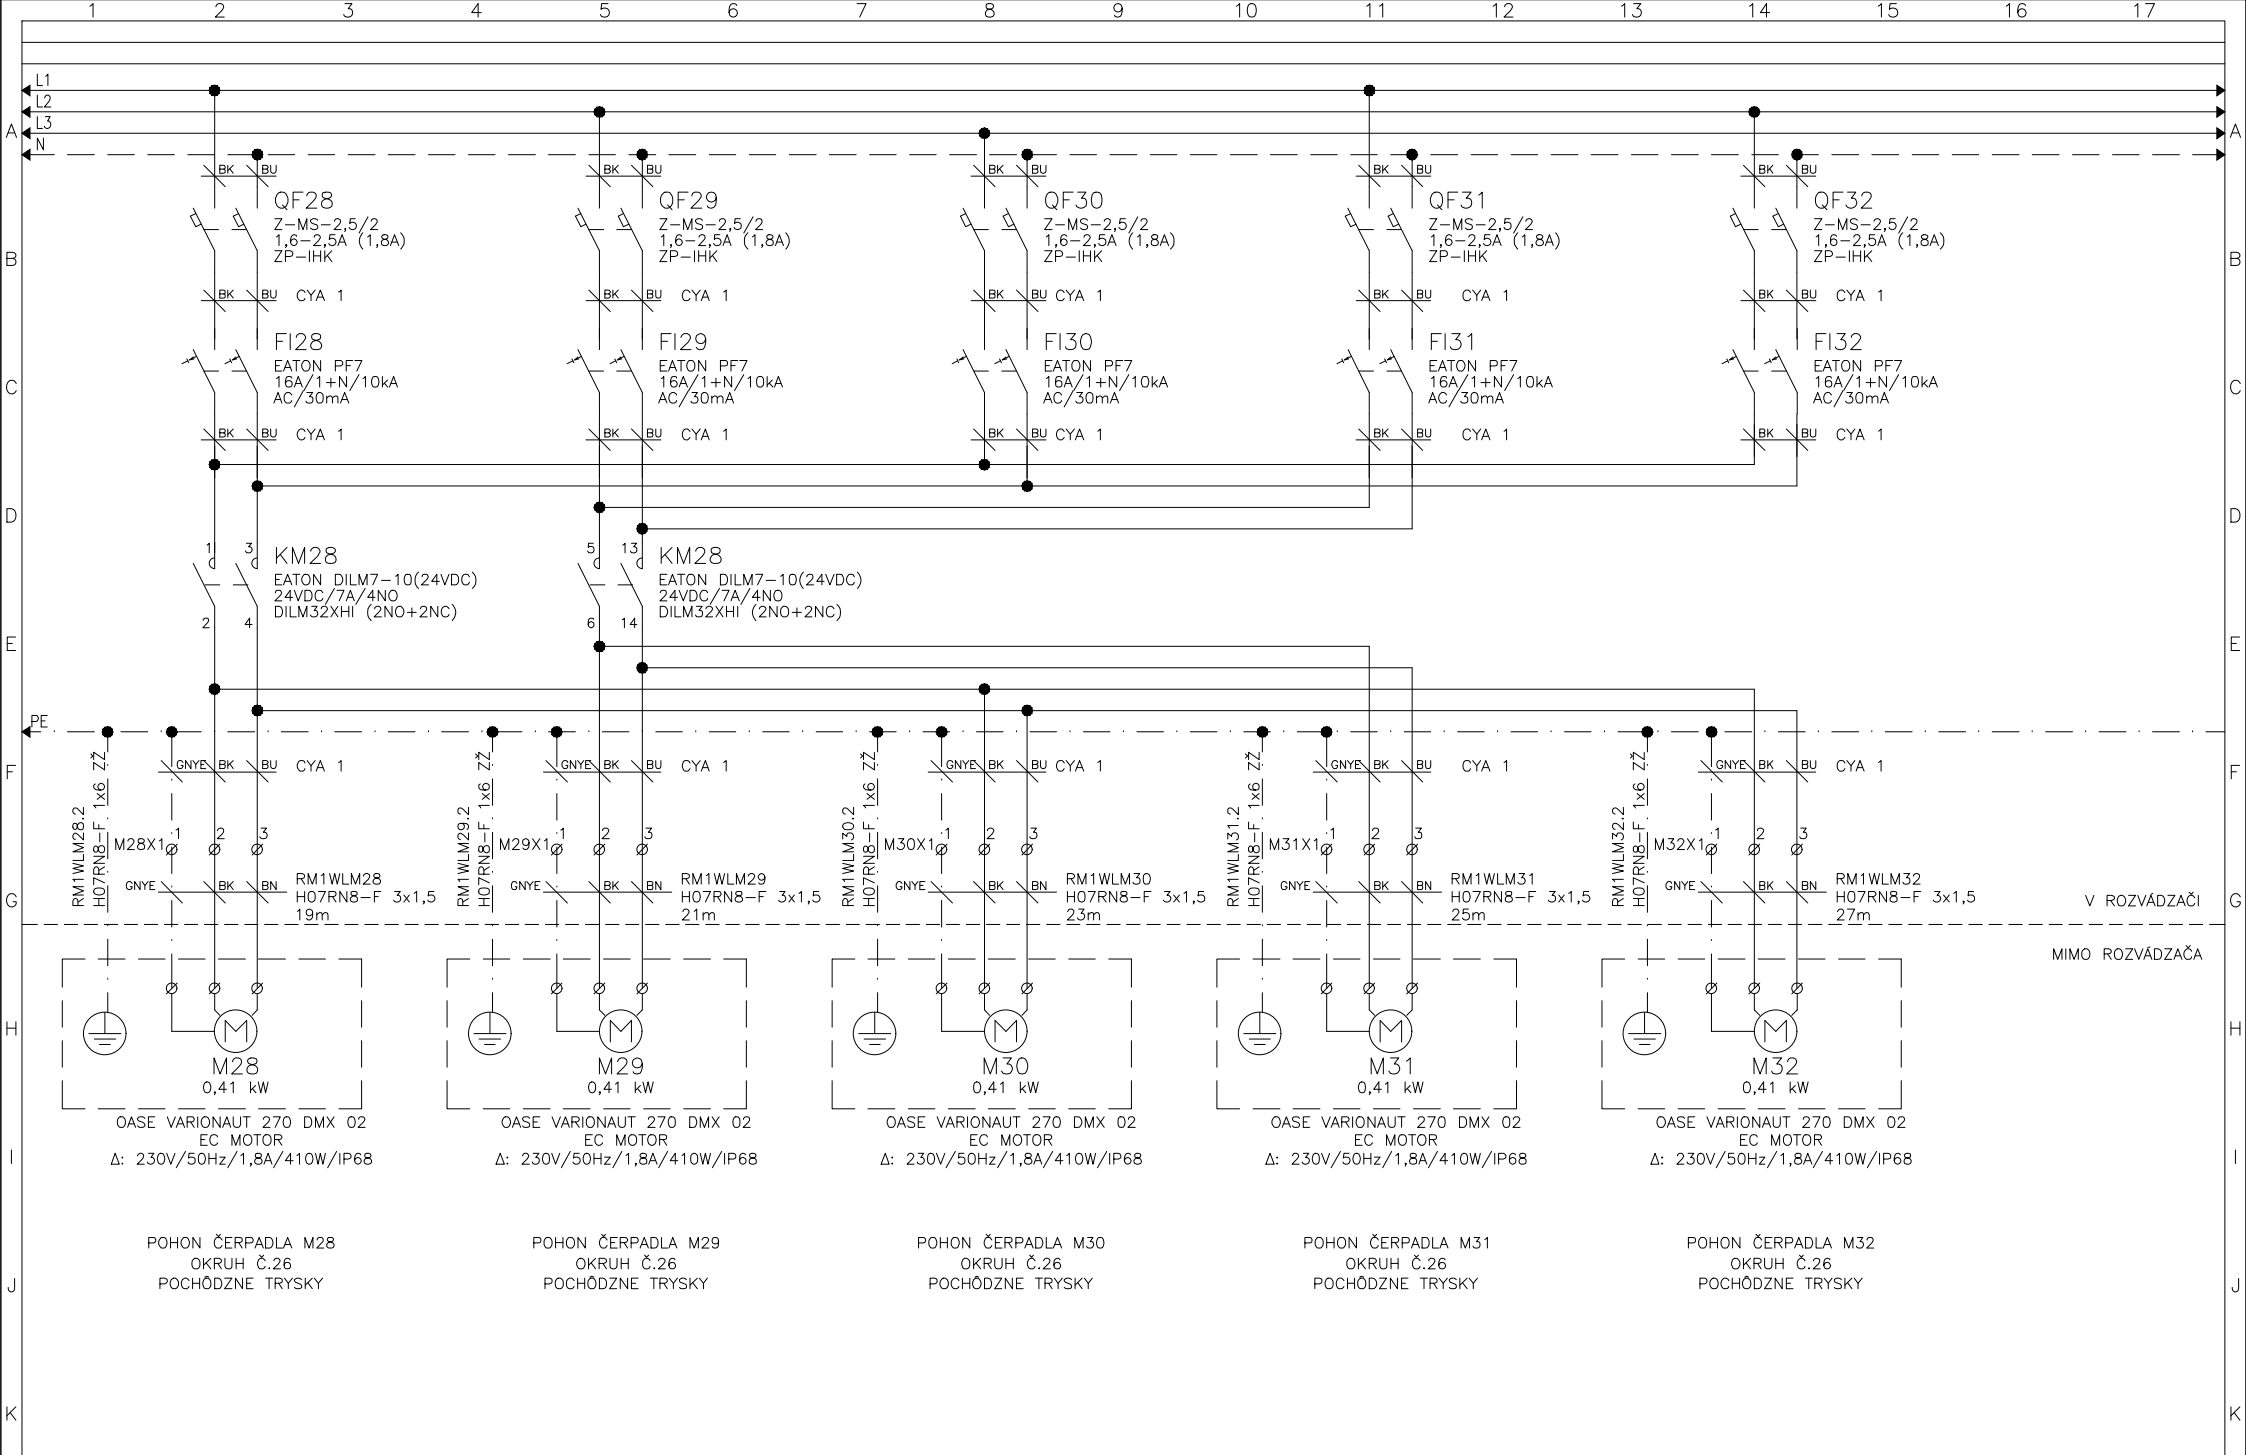 1 2 3 4 5 6 7 8 9 10 11 12 13 14 15 16 17
L1
L2
L3
A A
N
BK BU BK BU BK BU BK BU BK BU
QF28 QF29 QF30 QF31 QF32
Z-MS-2,5/2 Z-MS-2,5/2 Z-MS-2,5/2 Z-MS-2,5/2 Z-MS-2,5/2
1,6-2,5A (1,8A) 1,6-2,5A (1,8A) 1,6-2,5A (1,8A) 1,6-2,5A (1,8A) 1,6-2,5A (1,8A)
ZP-IHK ZP-IHK ZP-IHK ZP-IHK ZP-IHK
B B
BK BU CYA 1 BK BU CYA 1 BK BU CYA 1 BK BU CYA 1 BK BU CYA 1
FI28 FI29 FI30 FI31 FI32
EATON PF7 EATON PF7 EATON PF7 EATON PF7 EATON PF7
16A/1+N/10kA 16A/1+N/10kA 16A/1+N/10kA 16A/1+N/10kA 16A/1+N/10kA
C C
AC/30mA AC/30mA AC/30mA AC/30mA AC/30mA
BK BU CYA 1 BK BU CYA 1 BK BU CYA 1 BK BU CYA 1 BK BU CYA 1
D D
1 3 KM28 5 13 KM28
EATON DILM7-10(24VDC) EATON DILM7-10(24VDC)
24VDC/7A/4NO 24VDC/7A/4NO
DILM32XHI (2NO+2NC) DILM32XHI (2NO+2NC)
2 4 6 14
E E
PE
F GNYE BK BU CYA 1 GNYE BK BU CYA 1 GNYE BK BU CYA 1 GNYE BK BU CYA 1 GNYE BK BU CYA 1 F
RM1WLM28.2 RM1WLM29.2 RM1WLM30.2 RM1WLM31.2 RM1WLM32.2
H07RN8-F 1x6 ZŽ H07RN8-F 1x6 ZŽ H07RN8-F 1x6 ZŽ H07RN8-F 1x6 ZŽ H07RN8-F 1x6 ZŽ
1 2 3 1 2 3 1 2 3 1 2 3 1 2 3
M28X1 M29X1 M30X1 M31X1 M32X1
GNYE BK BN RM1WLM28 GNYE BK BN RM1WLM29 GNYE BK BN RM1WLM30 GNYE BK BN RM1WLM31 GNYE BK BN RM1WLM32
H07RN8-F 3x1,5 H07RN8-F 3x1,5 H07RN8-F 3x1,5 H07RN8-F 3x1,5 H07RN8-F 3x1,5
G V ROZVÁDZAČI G
19m 21m 23m 25m 27m
MIMO ROZVÁDZAČA
H M M M M M H
M28 M29 M30 M31 M32
0,41 kW 0,41 kW 0,41 kW 0,41 kW 0,41 kW
OASE VARIONAUT 270 DMX 02 OASE VARIONAUT 270 DMX 02 OASE VARIONAUT 270 DMX 02 OASE VARIONAUT 270 DMX 02 OASE VARIONAUT 270 DMX 02
EC MOTOR EC MOTOR EC MOTOR EC MOTOR EC MOTOR
I Δ: 230V/50Hz/1,8A/410W/IP68 Δ: 230V/50Hz/1,8A/410W/IP68 Δ: 230V/50Hz/1,8A/410W/IP68 Δ: 230V/50Hz/1,8A/410W/IP68 Δ: 230V/50Hz/1,8A/410W/IP68 I
POHON ČERPADLA M28 POHON ČERPADLA M29 POHON ČERPADLA M30 POHON ČERPADLA M31 POHON ČERPADLA M32
OKRUH Č.26 OKRUH Č.26 OKRUH Č.26 OKRUH Č.26 OKRUH Č.26
J POCHÔDZNE TRYSKY POCHÔDZNE TRYSKY POCHÔDZNE TRYSKY POCHÔDZNE TRYSKY POCHÔDZNE TRYSKY J
K K